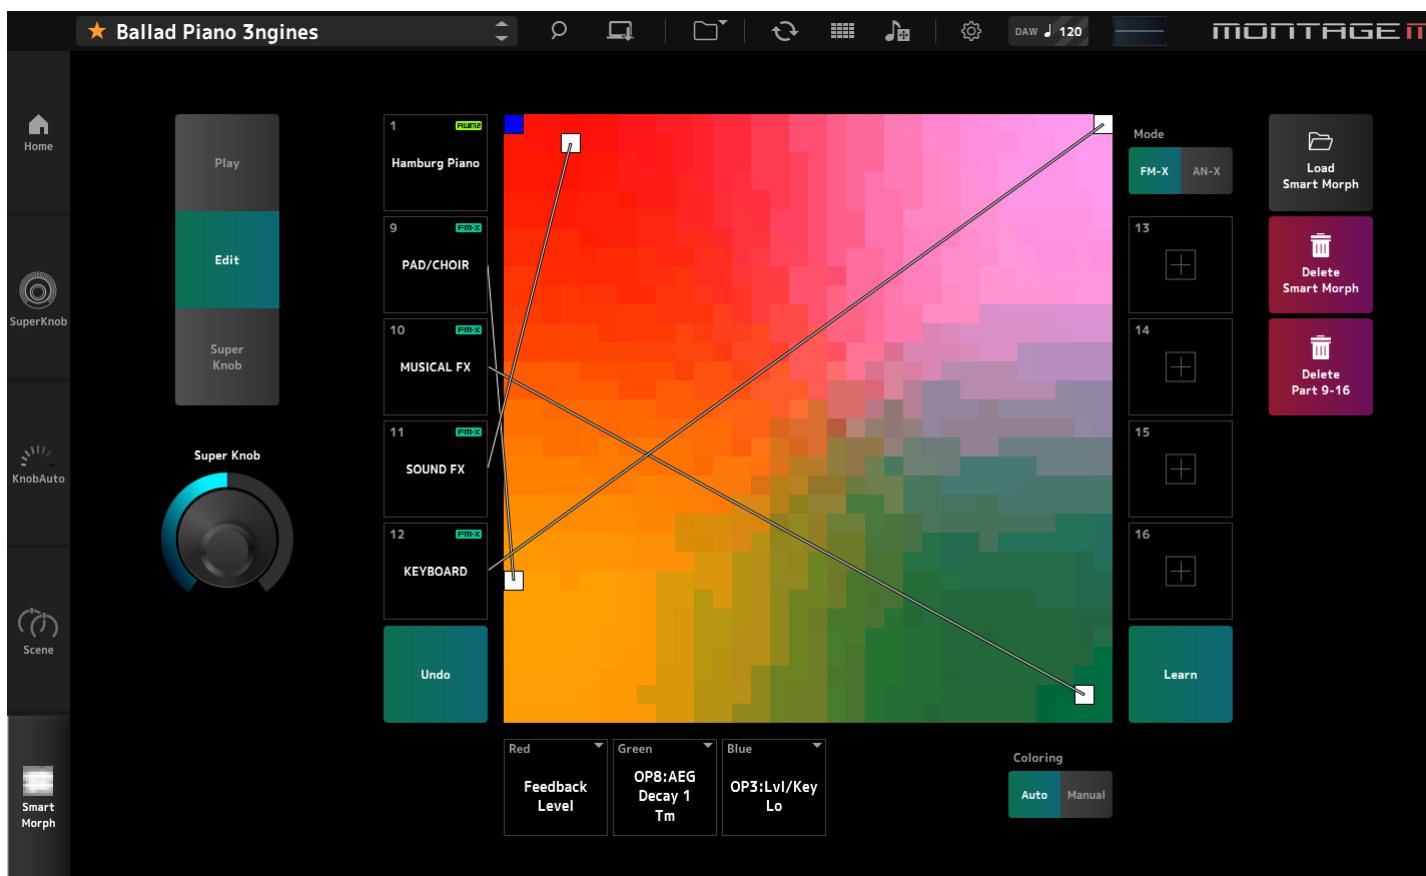 Ballad Piano 3ngines
DAW 120
MONTAGE M
Home
SuperKnob
KnobAuto
Scene
Smart
Morph
Play
Edit
Super
Knob
Super Knob
1 AWM2
Hamburg Piano
9 FM-X
PAD/CHOIR
10 FM-X
MUSICAL FX
11 FM-X
SOUND FX
12 FM-X
KEYBOARD
Undo
Red
Feedback
Level
Green
OP8:AEG
Decay 1
Tm
Blue
OP3:Lvl/Key
Lo
Mode
FM-X AN-X
13
14
15
16
Learn
Coloring
Auto Manual
Load
Smart Morph
Delete
Smart Morph
Delete
Part 9-16